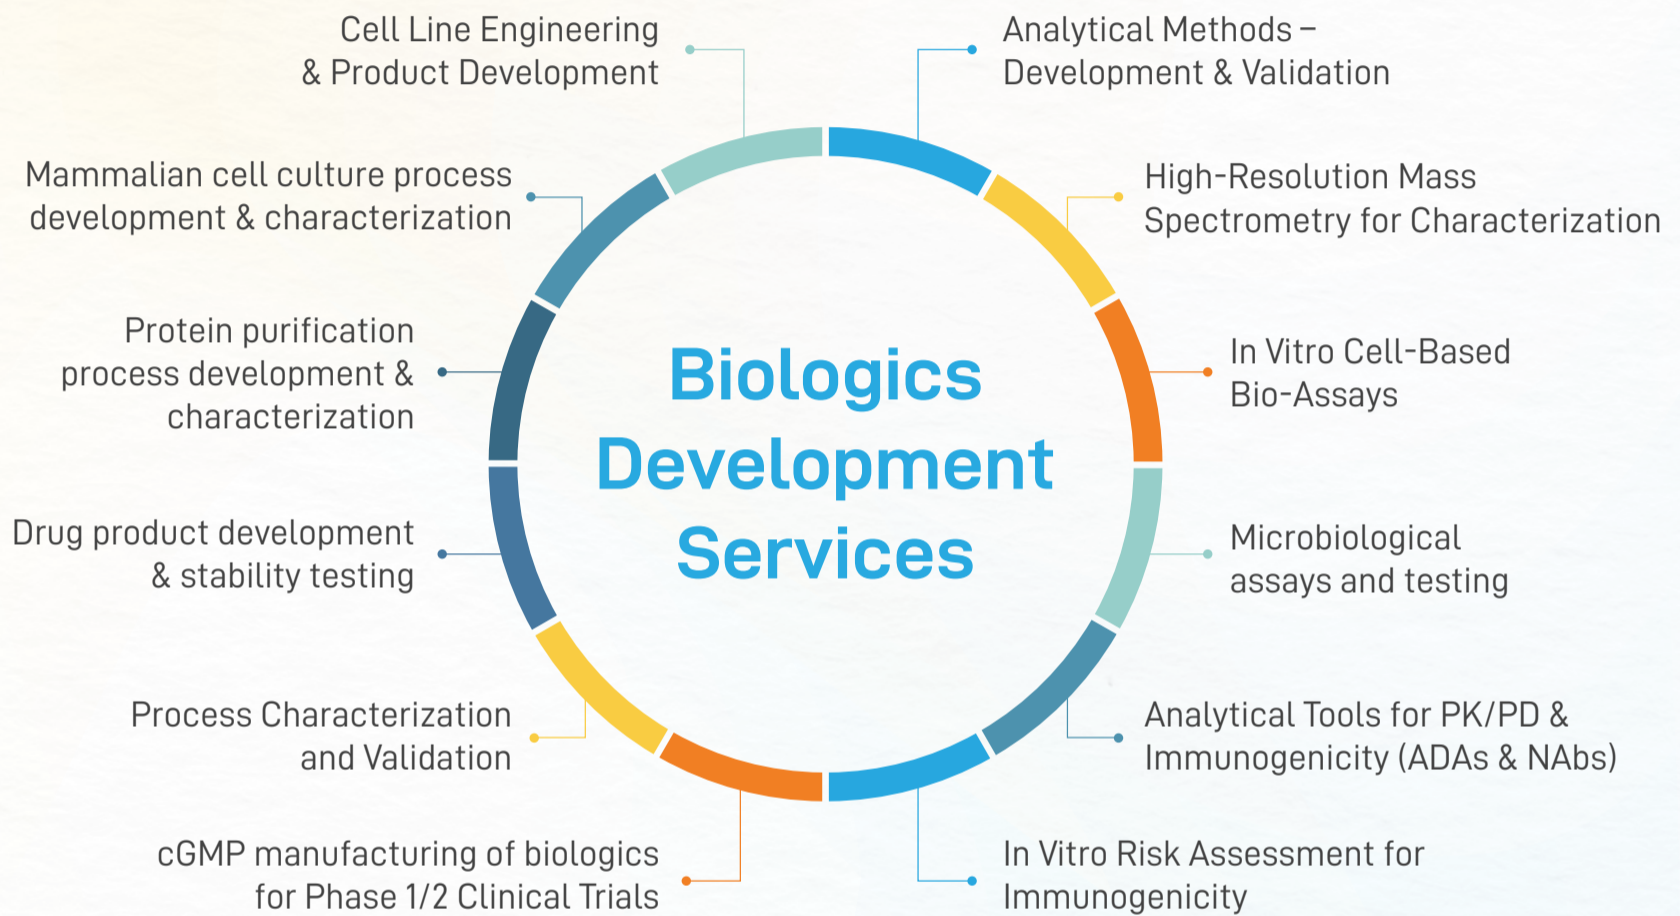 Cell Line Engineering
& Product Development
Analytical Methods –
Development & Validation
Mammalian cell culture process
development & characterization
High-Resolution Mass
Spectrometry for Characterization
Protein purification
process development &
characterization
In Vitro Cell-Based
Bio-Assays
Biologics
Development
Services
Drug product development
& stability testing
Microbiological
assays and testing
Process Characterization
and Validation
Analytical Tools for PK/PD &
Immunogenicity (ADAs & NAbs)
cGMP manufacturing of biologics
for Phase 1/2 Clinical Trials
In Vitro Risk Assessment for
Immunogenicity